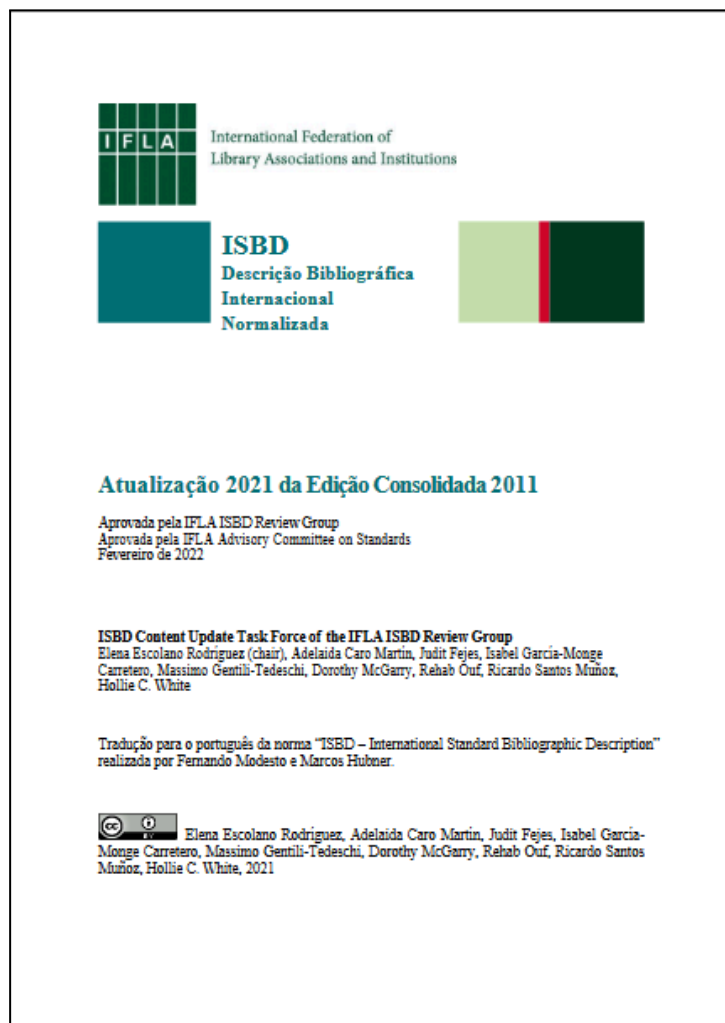 IFLA
International Federation of
Library Associations and Institutions
ISBD
Descrição Bibliográfica
Internacional
Normalizada
Atualização 2021 da Edição Consolidada 2011
Aprovada pela IFLA ISBD Review Group
Aprovada pela IFLA Advisory Committee on Standards
Fevereiro de 2022
ISBD Content Update Task Force of the IFLA ISBD Review Group
Elena Escolano Rodríguez (chair), Adelaida Caro Martín, Judit Fejes, Isabel García-Monge
Carretero, Massimo Gentili-Tedeschi, Dorothy McGarry, Rehab Ouf, Ricardo Santos Muñoz,
Hollie C. White
Tradução para o português da norma “ISBD – International Standard Bibliographic Description”
realizada por Fernando Modesto e Marcos Hubner.
cc BY Elena Escolano Rodríguez, Adelaida Caro Martín, Judit Fejes, Isabel García-
Monge Carretero, Massimo Gentili-Tedeschi, Dorothy McGarry, Rehab Ouf, Ricardo Santos
Muñoz, Hollie C. White, 2021